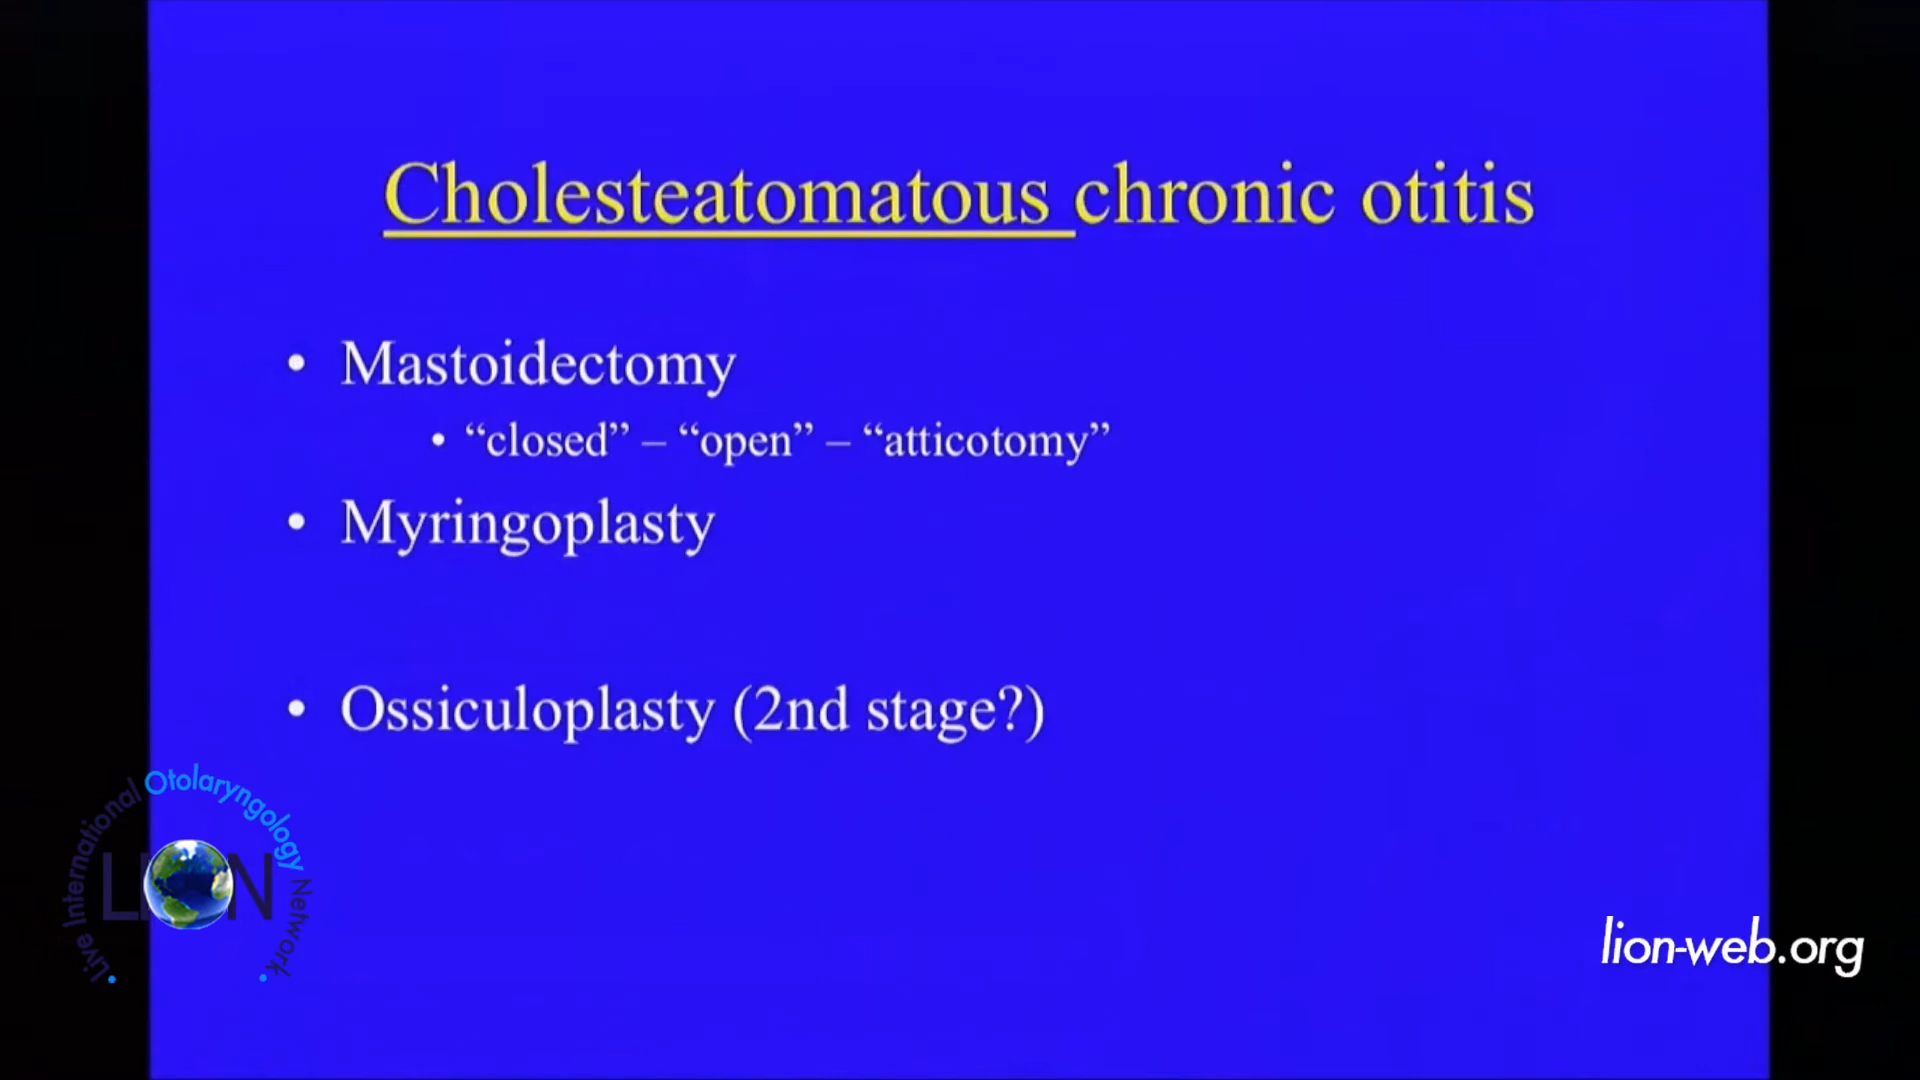 Cholesteatomatous chronic otitis
• Mastoidectomy
• “closed” – “open” – “atticotomy”
• Myringoplasty
• Ossiculoplasty (2nd stage?)
Live International Otolaryngology Network
LION
lion-web.org